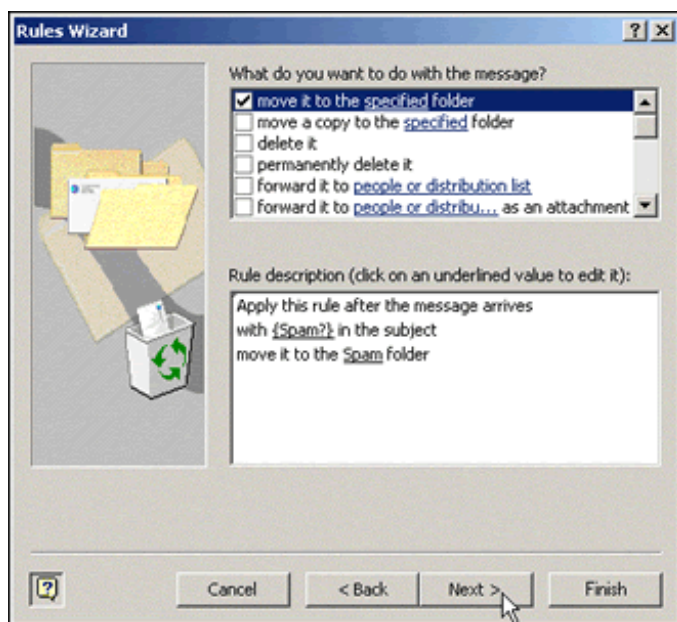 Rules Wizard
What do you want to do with the message?
move it to the specified folder
move a copy to the specified folder
delete it
permanently delete it
forward it to people or distribution list
forward it to people or distribu... as an attachment
Rule description (click on an underlined value to edit it):
Apply this rule after the message arrives
with {Spam?} in the subject
move it to the Spam folder
Cancel
< Back
Next >
Finish